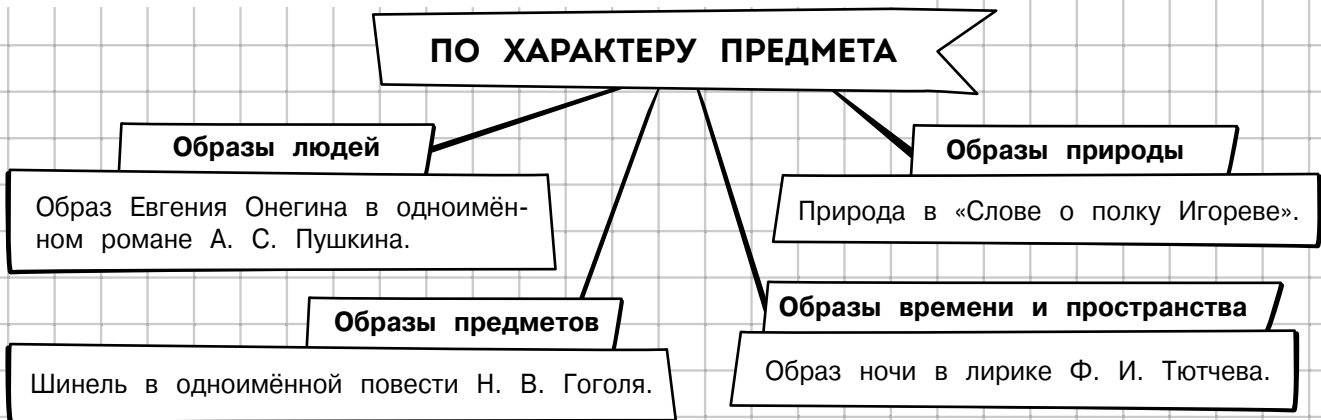 ПО ХАРАКТЕРУ ПРЕДМЕТА
Образы людей
Образ Евгения Онегина в одноимён-
ном романе А. С. Пушкина.
Образы природы
Природа в «Слове о полку Игореве».
Образы предметов
Шинель в одноимённой повести Н. В. Гоголя.
Образы времени и пространства
Образ ночи в лирике Ф. И. Тютчева.